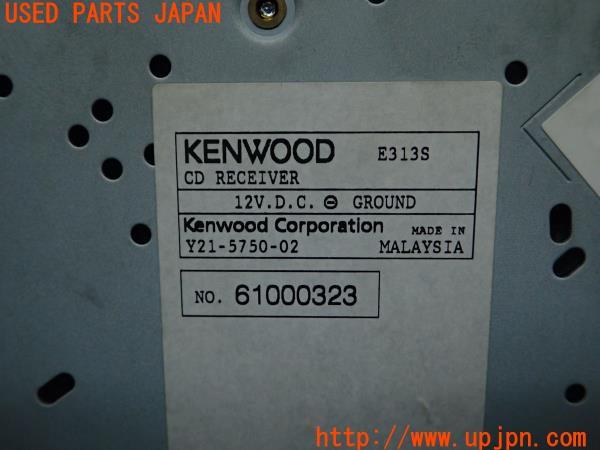 USED PARTS JAPAN
KENWOOD E313S
CD RECEIVER
12V.D.C. ⊖ GROUND
Kenwood Corporation MADE IN
Y21-5750-02 MALAYSIA
NO. 61000323
http://www.upjpn.com